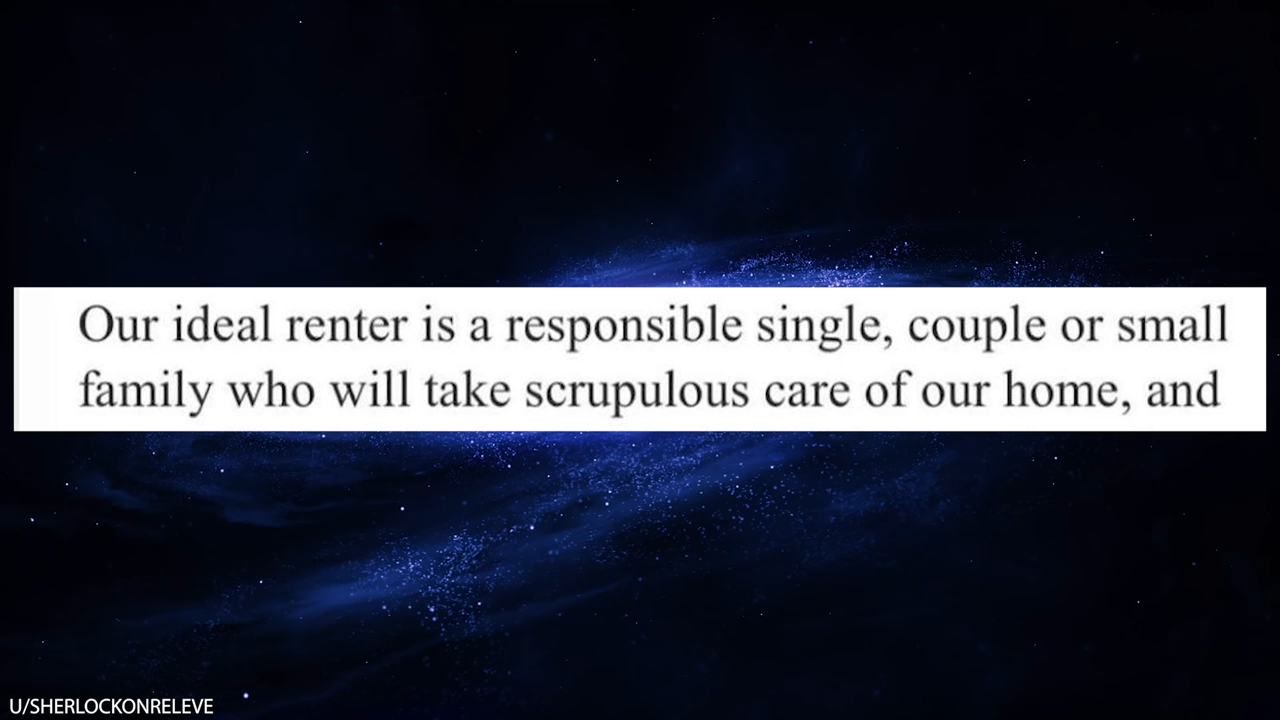 Our ideal renter is a responsible single, couple or small
family who will take scrupulous care of our home, and
U/SHERLOCKONRELEVE